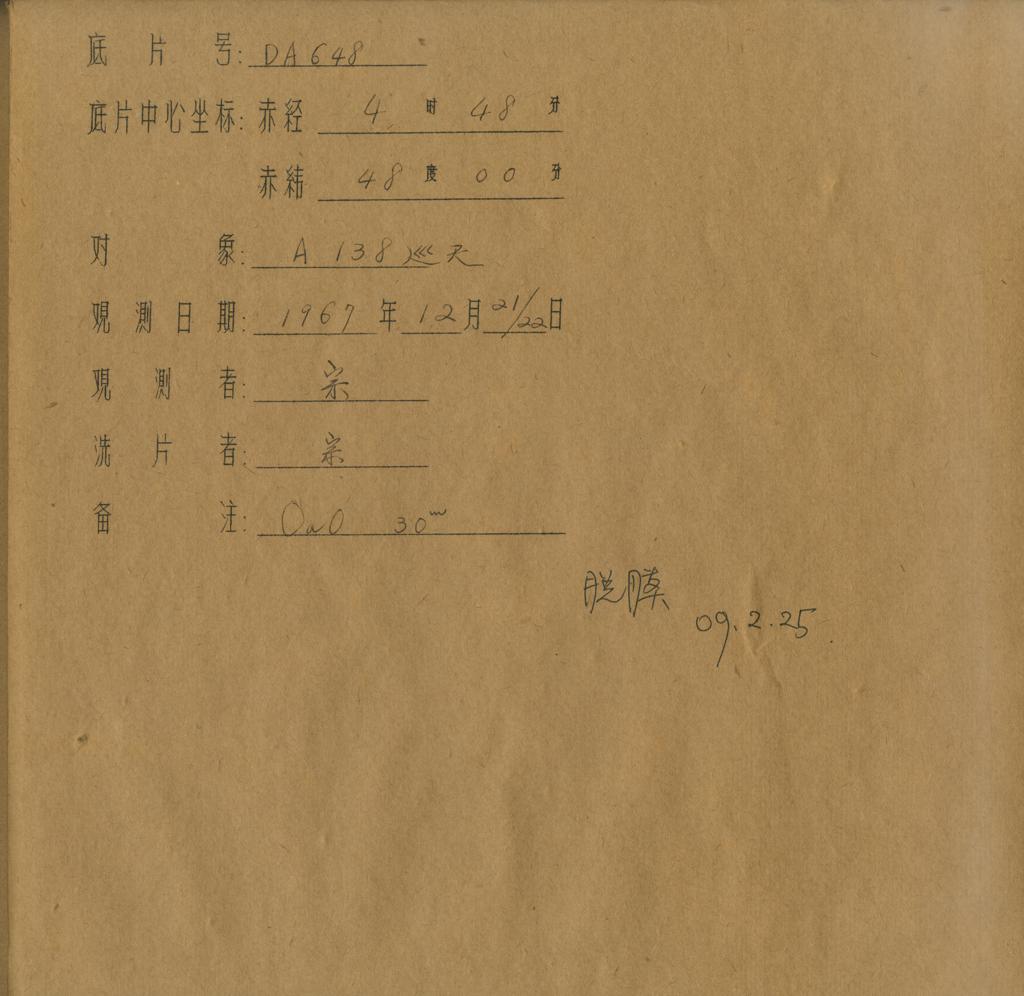 底片号: DA648
底片中心坐标: 赤经 4 时 48 分
赤纬 48 度 00 分
对象: A 138 巡天
观测日期: 1967 年 12 月 21/22 日
观测者: 宗
洗片者: 宗
备注: OaO 30m
脱膜
09.2.25.